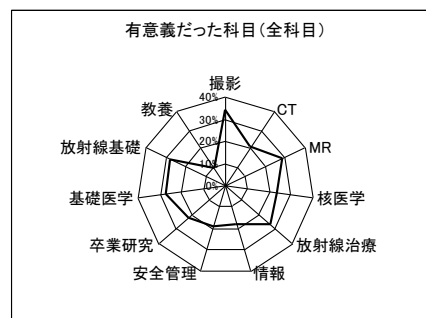 有意義だった科目(全科目)
撮影
CT
MR
核医学
放射線治療
情報
安全管理
卒業研究
基礎医学
放射線基礎
教養
40%
30%
20%
10%
0%